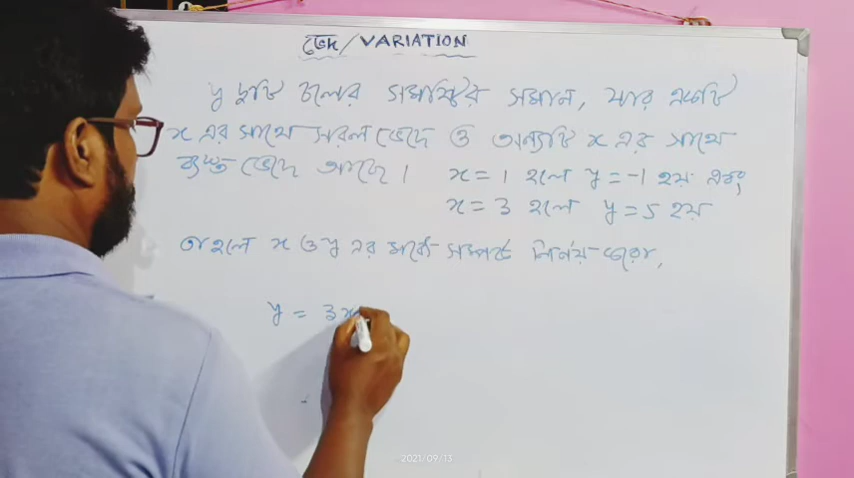 ভেদ/VARIATION
y দুটি চলের সমষ্টির সমান, যার একটি
x এর সাথে সরল ভেদে ও অন্যটি x এর সাথে
ব্যস্ত ভেদে আছে। x = 1 হলে y = -1 হয় এবং
x = 3 হলে y = 5 হয়
তাহলে x ও y এর মধ্যে সম্পর্ক নির্ণয় করো,
y = 3x
2021/09/13